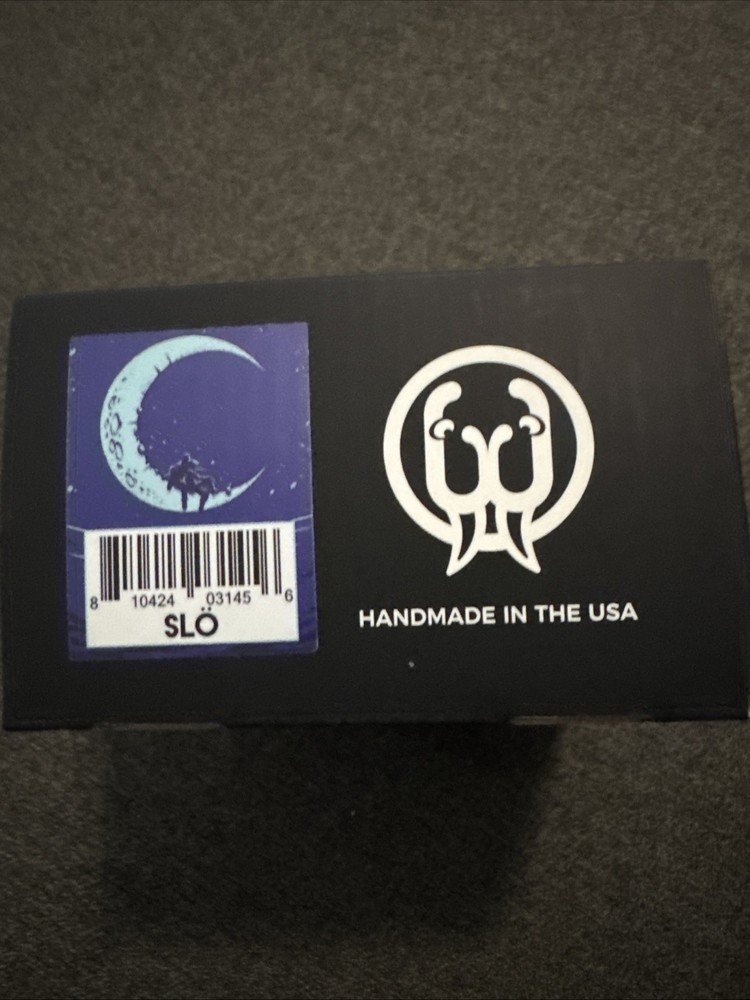 8 10424 03145 6
SLÖ
HANDMADE IN THE USA